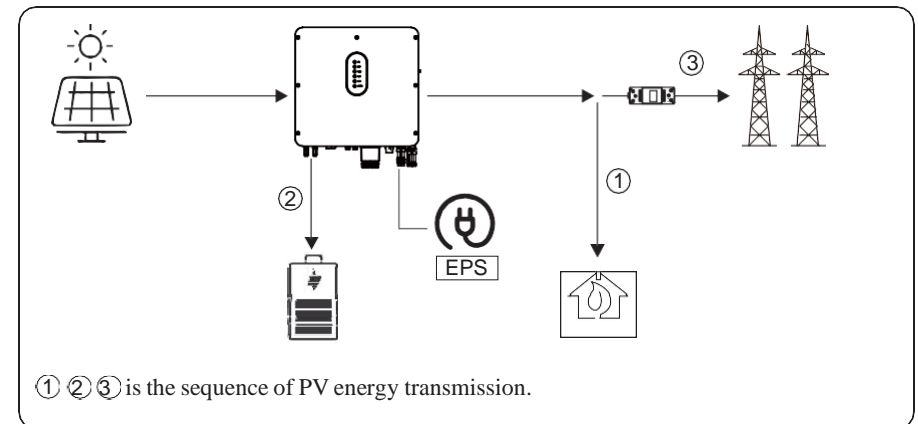 ③
①
②
EPS
① ② ③ is the sequence of PV energy transmission.